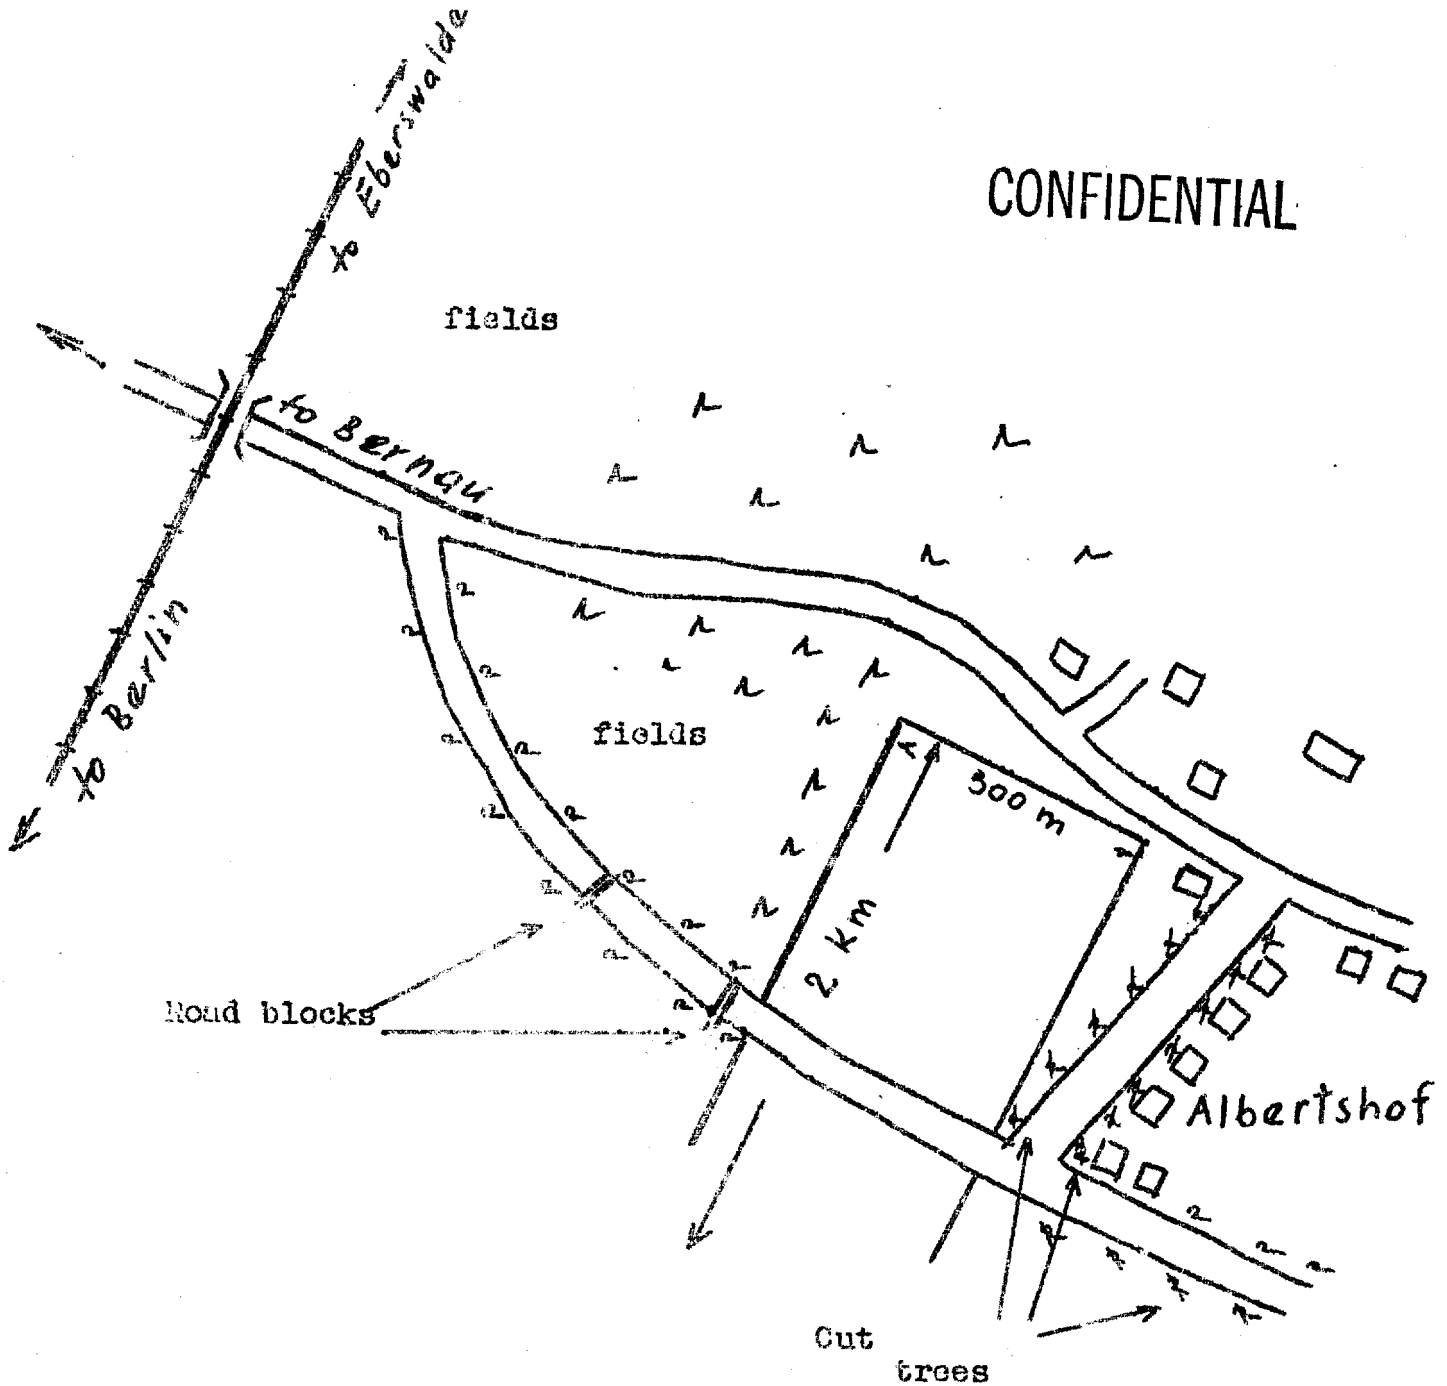 to Eberswalde
CONFIDENTIAL
fields
to Bernau
to Berlin
fields
300 m
2 km
Road blocks
Albertshof
Cut
trees